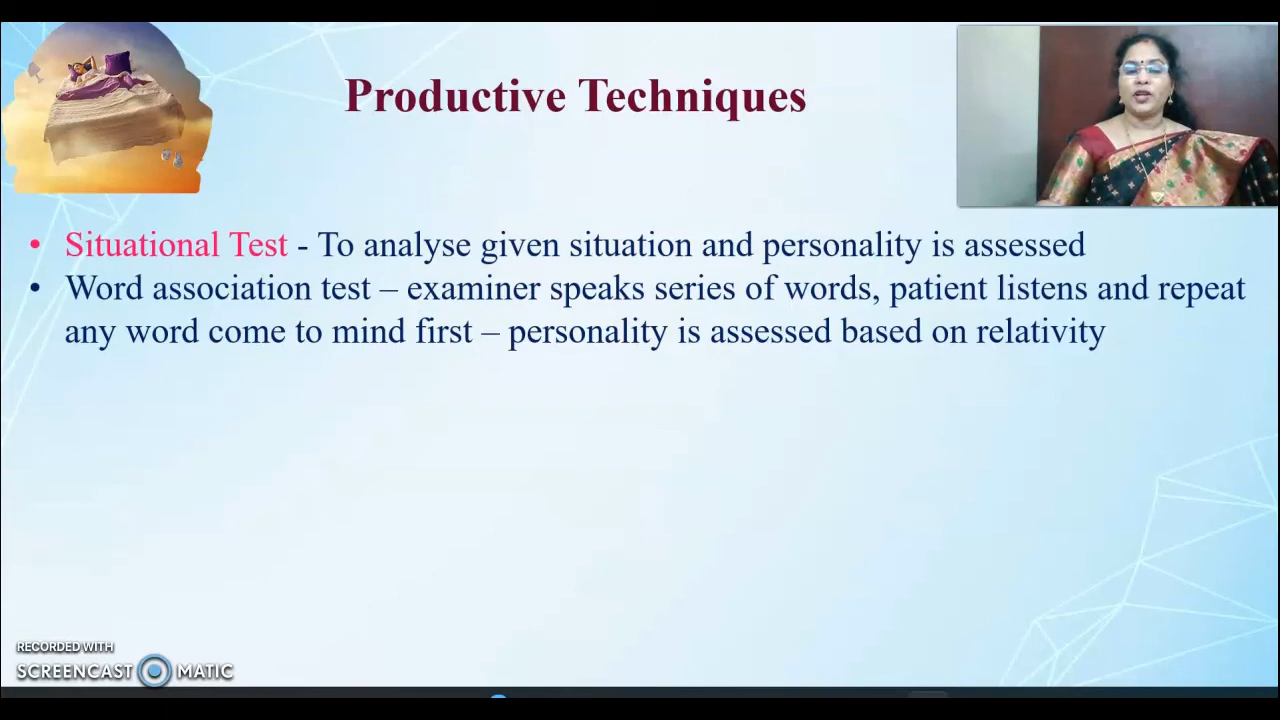 Productive Techniques
• Situational Test - To analyse given situation and personality is assessed
• Word association test – examiner speaks series of words, patient listens and repeat
any word come to mind first – personality is assessed based on relativity
RECORDED WITH
SCREENCAST MATIC